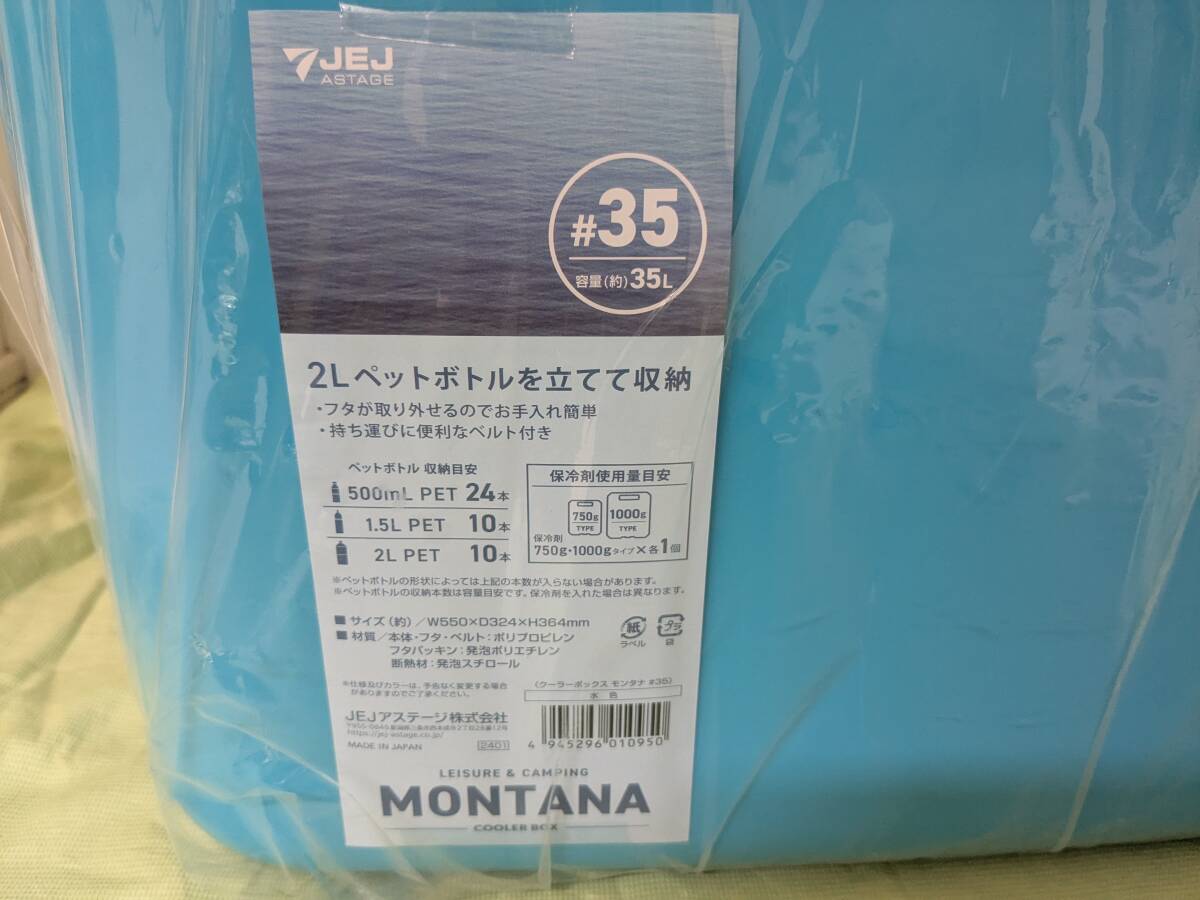 JEJ
ASTAGE
#35
容量(約)35L
2Lペットボトルを立てて収納
・フタが取り外せるのでお手入れ簡単
・持ち運びに便利なベルト付き
ペットボトル 収納目安
500mL PET 24本
1.5L PET 10本
2L PET 10本
保冷剤使用量目安
750g
TYPE
1000g
TYPE
保冷剤
750g・1000gタイプ×各1個
※ペットボトルの形状によっては上記の本数が入らない場合があります。
※ペットボトルの収納本数は容量目安です。保冷剤を入れた場合は異なります。
■サイズ(約)/W550×D324×H364mm
■材質/本体・フタ・ベルト:ポリプロピレン
フタパッキン:発泡ポリエチレン
断熱材:発泡スチロール
紙
ラベル
プラ
袋
※仕様及びカラーは、予告なく変更する場合
がありますのでご了承ください。
〈クーラーボックス モンタナ #35〉
水色
JEJアステージ株式会社
https://jej-astage.co.jp/
MADE IN JAPAN
2401
4 945296 010950
LEISURE & CAMPING
MONTANA
COOLER BOX